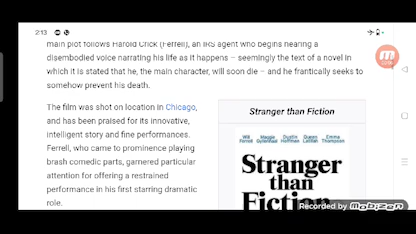 2:13
main plot follows Harold Crick (Ferrell), an IRS agent who begins hearing a
disembodied voice narrating his life as it happens – seemingly the text of a novel in
which it is stated that he, the main character, will soon die – and he frantically seeks to
somehow prevent his death.
The film was shot on location in Chicago,
and has been praised for its innovative,
intelligent story and fine performances.
Ferrell, who came to prominence playing
brash comedic parts, garnered particular
attention for offering a restrained
performance in his first starring dramatic
role.
Stranger than Fiction
Will Ferrell Maggie Gyllenhaal Dustin Hoffman Queen Latifah Emma Thompson
Stranger
than
Fiction
Recorded by Mobizen